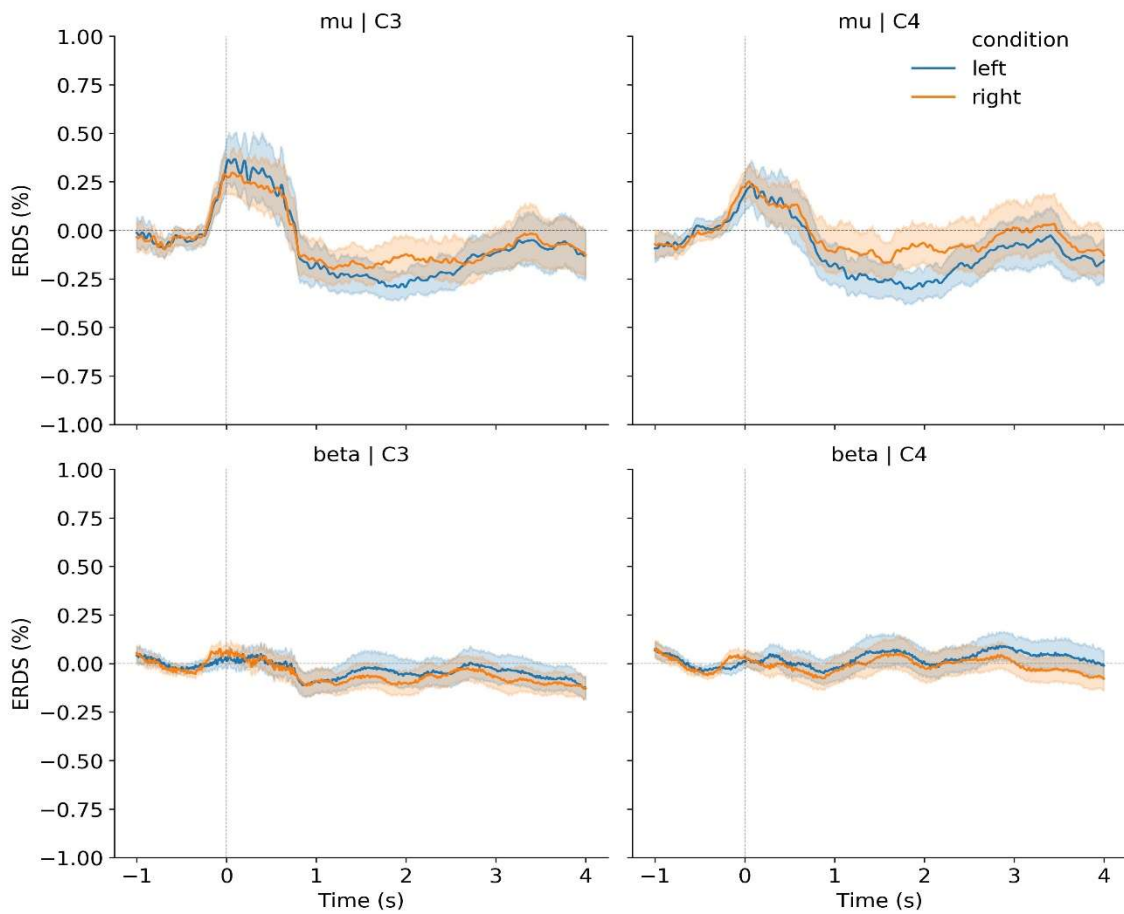 mu | C3
mu | C4
condition
left
right
ERDS (%)
1.00
0.75
0.50
0.25
0.00
−0.25
−0.50
−0.75
−1.00
beta | C3
beta | C4
ERDS (%)
1.00
0.75
0.50
0.25
0.00
−0.25
−0.50
−0.75
−1.00
−1 0 1 2 3 4
−1 0 1 2 3 4
Time (s)
Time (s)